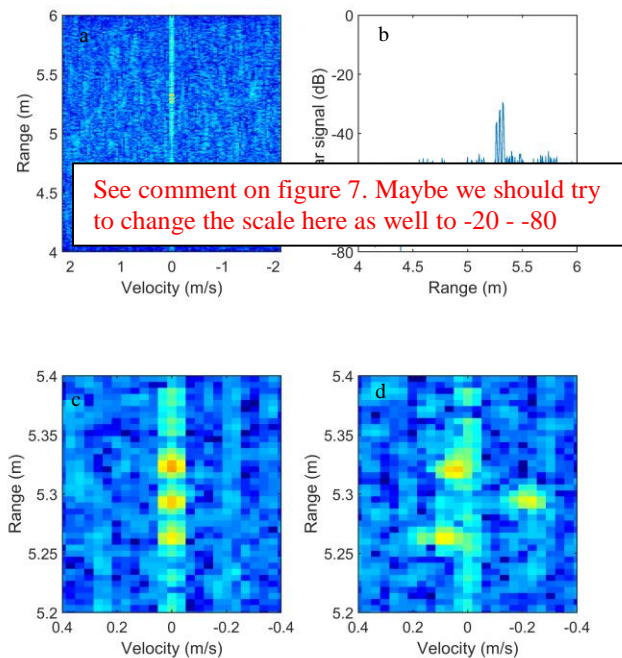 a
6
5.5
5
4.5
4
Range (m)
2 1 0 -1 -2
Velocity (m/s)
b
0
-20
-40
-80
ar signal (dB)
4 4.5 5 5.5 6
Range (m)
See comment on figure 7. Maybe we should try
to change the scale here as well to -20 - -80
c
5.4
5.35
5.3
5.25
5.2
Range (m)
0.4 0.2 0 -0.2 -0.4
Velocity (m/s)
d
5.4
5.35
5.3
5.25
5.2
Range (m)
0.4 0.2 0 -0.2 -0.4
Velocity (m/s)